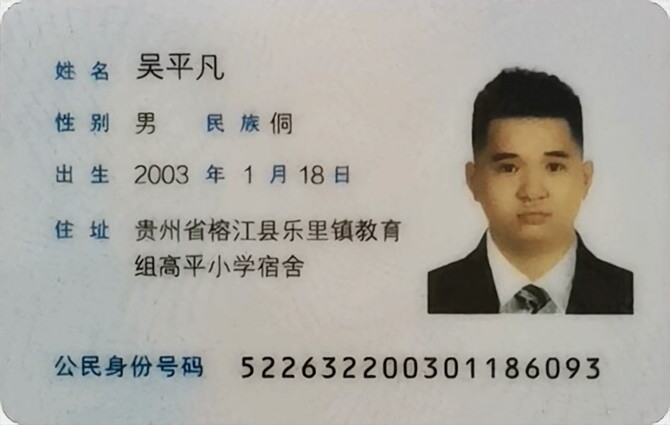 姓名 吴平凡
性别 男 民族 侗
出生 2003 年 1 月 18 日
住址 贵州省榕江县乐里镇教育
组高平小学宿舍
公民身份号码 522632200301186093